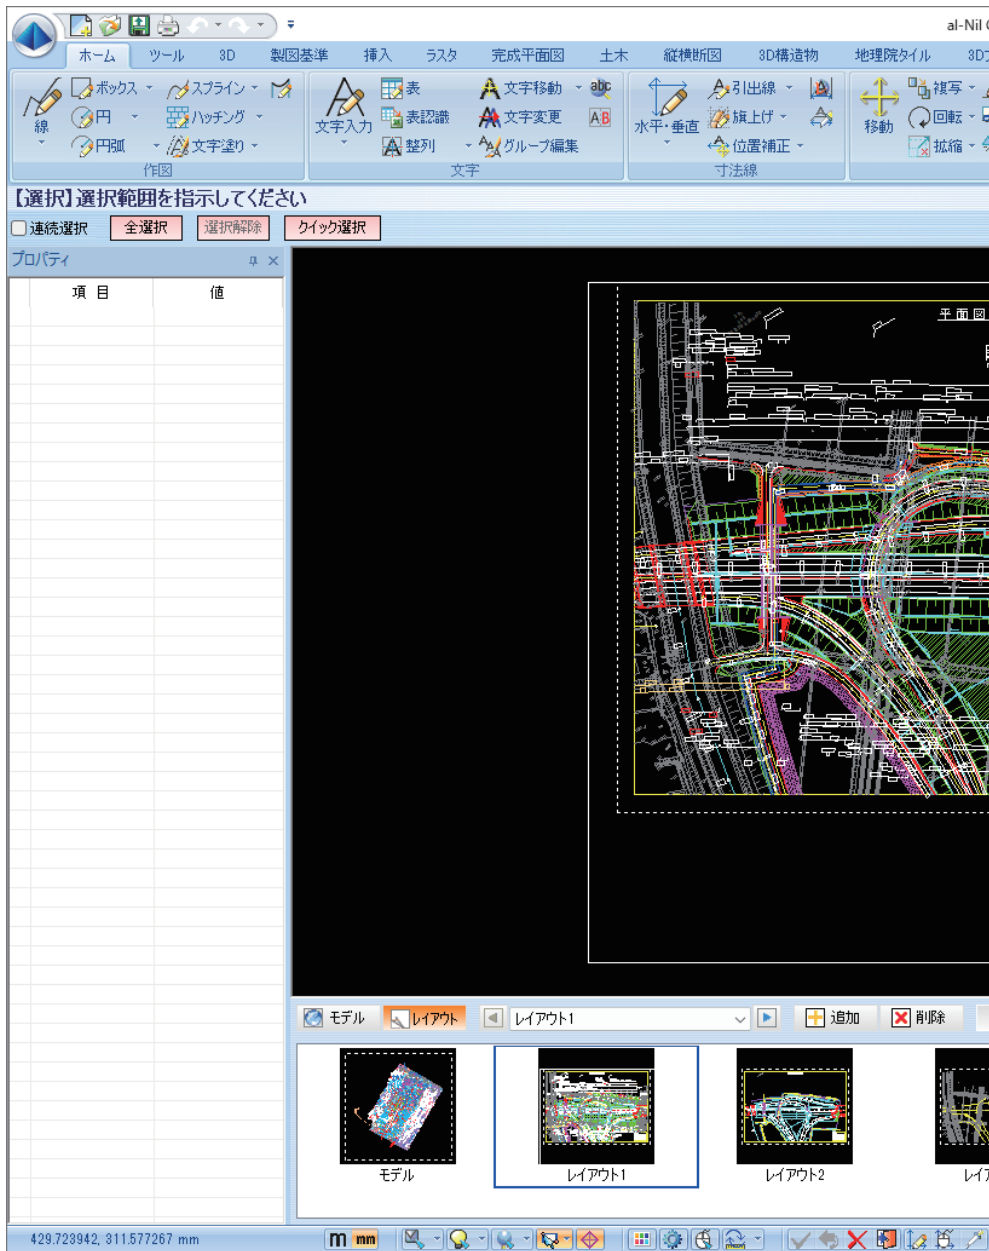 al-Nil
ホーム ツール 3D 製図基準 挿入 ラスタ 完成平面図 土木 縦横断図 3D構造物 地理院タイル
線 ボックス スプライン 文字入力 表 文字移動 abc 水平・垂直 引出線 移動 複写
円 ハッチング 表認識 文字変更 AB 旗上げ 回転
円弧 文字塗り 整列 グループ編集 位置補正 拡縮
作図 文字 寸法線
【選択】選択範囲を指示してください
連続選択 全選択 選択解除 クイック選択
プロパティ
項目 値
平面図
モデル レイアウト レイアウト1 追加 削除
モデル レイアウト1 レイアウト2
429.723942, 311.577267 mm m mm